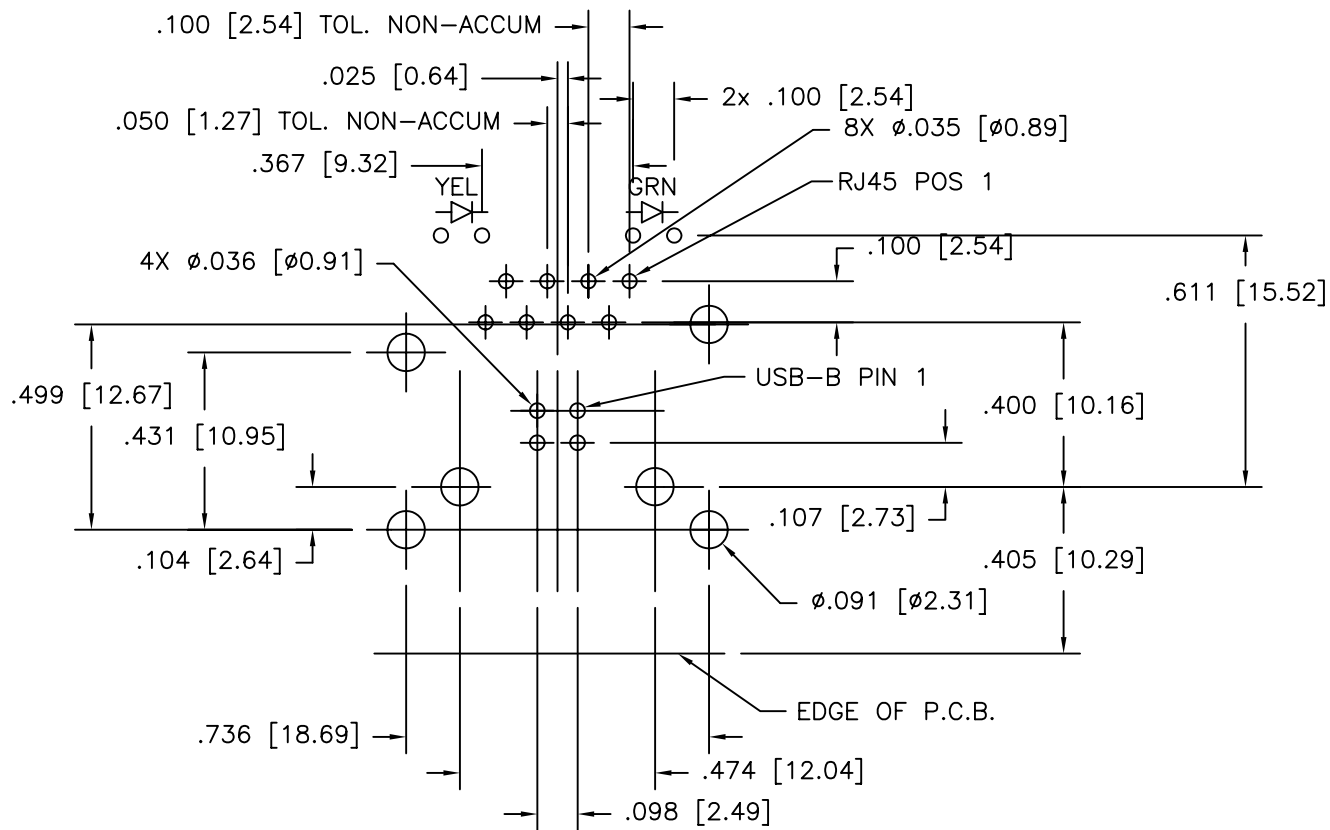 .100 [2.54] TOL. NON-ACCUM
.025 [0.64]
2x .100 [2.54]
.050 [1.27] TOL. NON-ACCUM
8X ø.035 [ø0.89]
.367 [9.32]
YEL
GRN
RJ45 POS 1
4X ø.036 [ø0.91]
.100 [2.54]
.611 [15.52]
USB-B PIN 1
.499 [12.67]
.400 [10.16]
.431 [10.95]
.107 [2.73]
.104 [2.64]
.405 [10.29]
ø.091 [ø2.31]
EDGE OF P.C.B.
.736 [18.69]
.474 [12.04]
.098 [2.49]